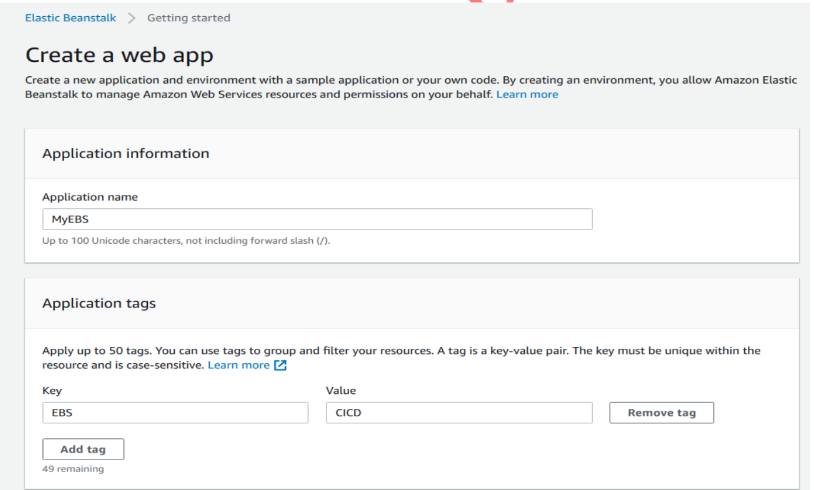 Elastic Beanstalk > Getting started
Create a web app
Create a new application and environment with a sample application or your own code. By creating an environment, you allow Amazon Elastic
Beanstalk to manage Amazon Web Services resources and permissions on your behalf. Learn more
Application information
Application name
MyEBS
Up to 100 Unicode characters, not including forward slash (/).
Application tags
Apply up to 50 tags. You can use tags to group and filter your resources. A tag is a key-value pair. The key must be unique within the
resource and is case-sensitive. Learn more
Key Value
EBS CICD Remove tag
Add tag
49 remaining